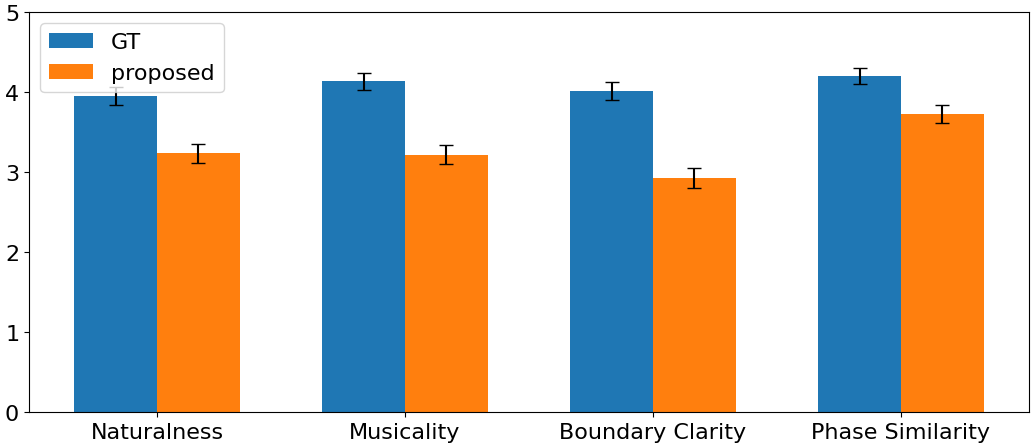 5
4
3
2
1
0
GT
proposed
Naturalness
Musicality
Boundary Clarity
Phase Similarity